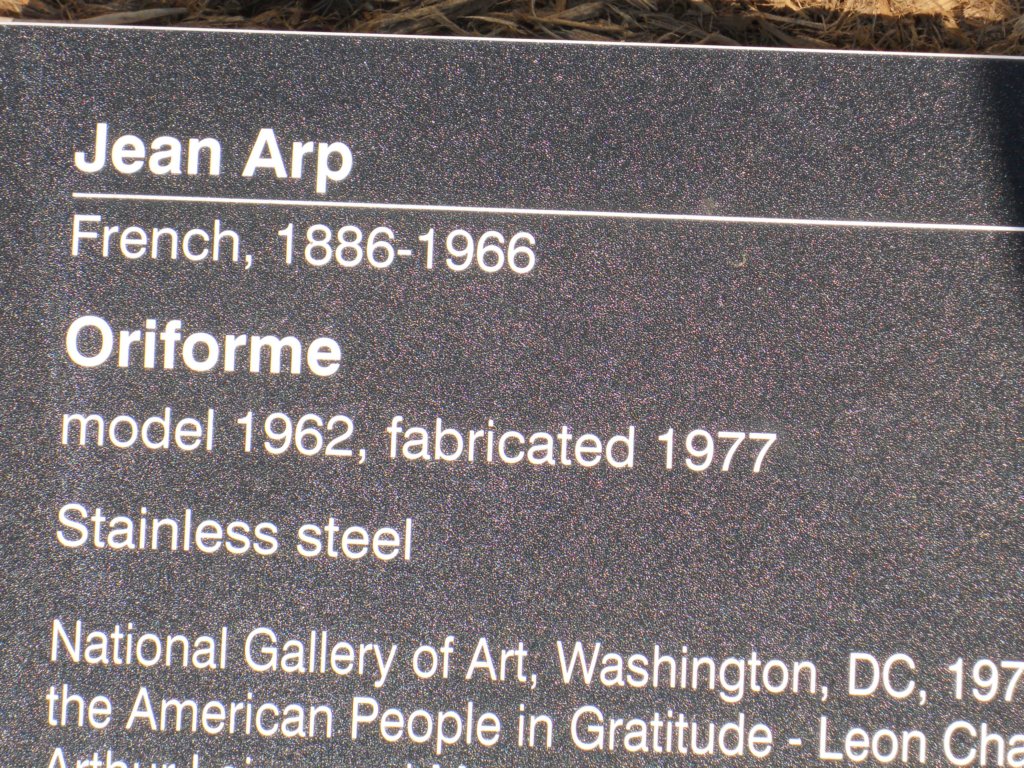 Jean Arp
French, 1886-1966
Oriforme
model 1962, fabricated 1977
Stainless steel
National Gallery of Art, Washington, DC, 197
the American People in Gratitude - Leon Cha
Arthur